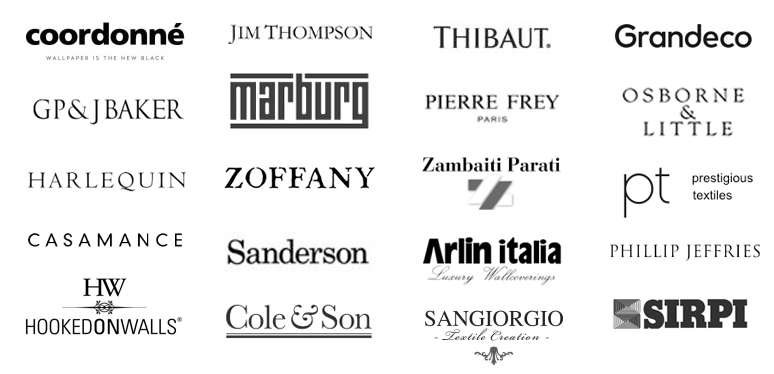 coordonné
WALLPAPER IS THE NEW BLACK
JIM THOMPSON
THIBAUT®
Grandeco
GP&J BAKER
marburg
PIERRE FREY
PARIS
OSBORNE
&
LITTLE
HARLEQUIN
ZOFFANY
Zambaiti Parati
pt prestigious
textiles
CASAMANCE
Sanderson
Arlin italia
Luxury Wallcoverings
PHILLIP JEFFRIES
HW
HOOKEDONWALLS®
Cole & Son
SANGIORGIO
- Textile Creation -
SIRPI